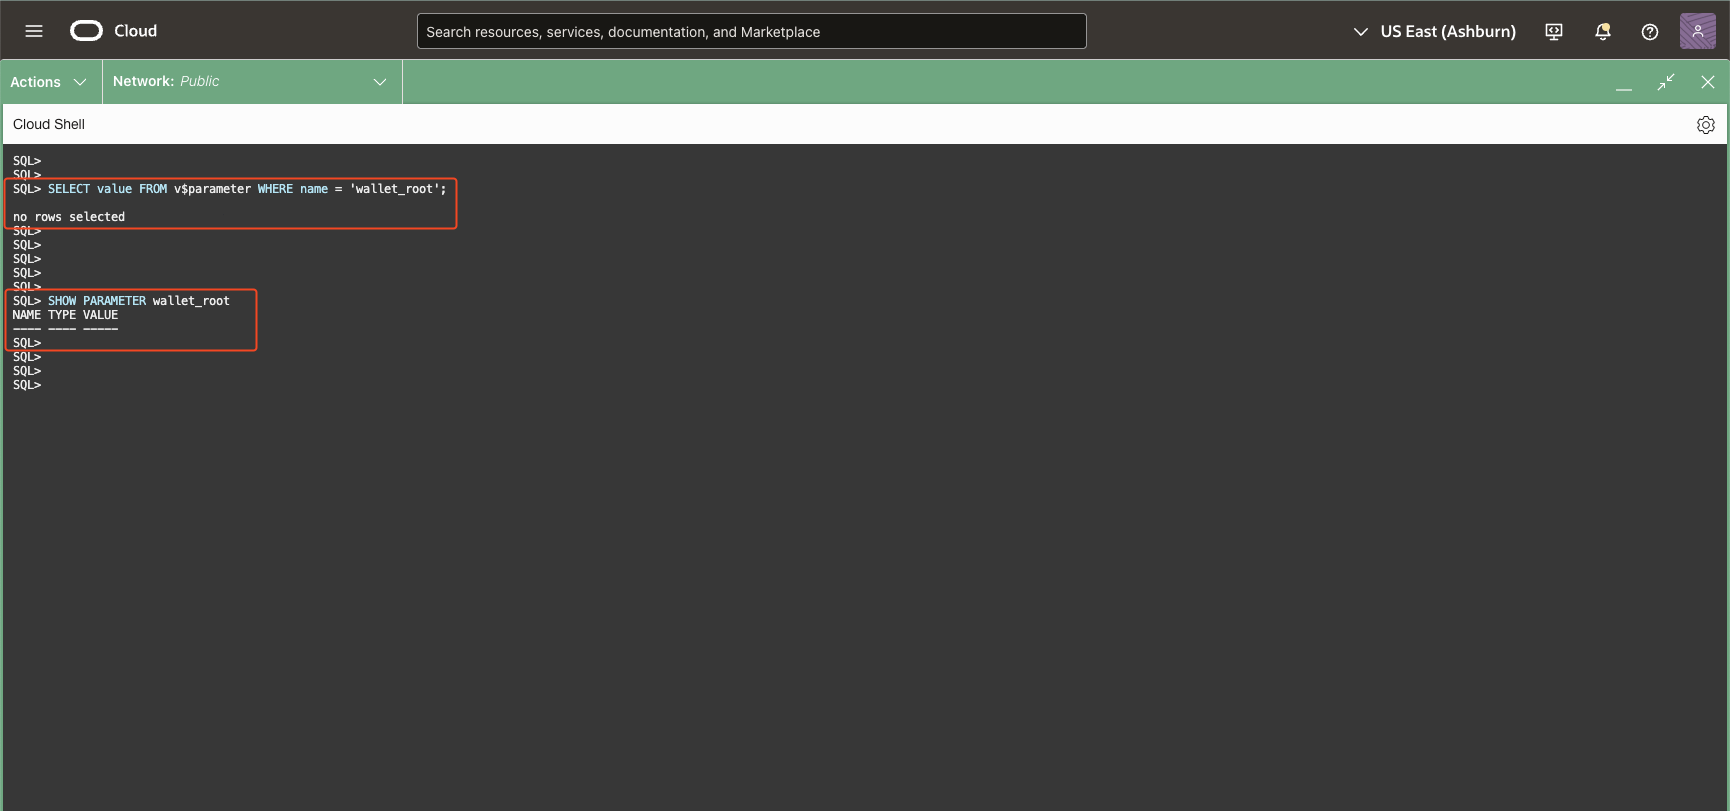 Cloud
Search resources, services, documentation, and Marketplace
US East (Ashburn)
Actions
Network: Public
Cloud Shell
SQL>
SQL>
SQL> SELECT value FROM v$parameter WHERE name = 'wallet_root';
no rows selected
SQL>
SQL>
SQL>
SQL>
SQL>
SQL> SHOW PARAMETER wallet_root
NAME TYPE VALUE
---- ---- -----
SQL>
SQL>
SQL>
SQL>